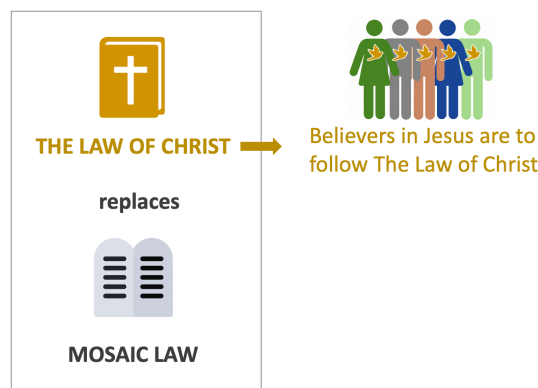 THE LAW OF CHRIST
replaces
MOSAIC LAW
Believers in Jesus are to
follow The Law of Christ